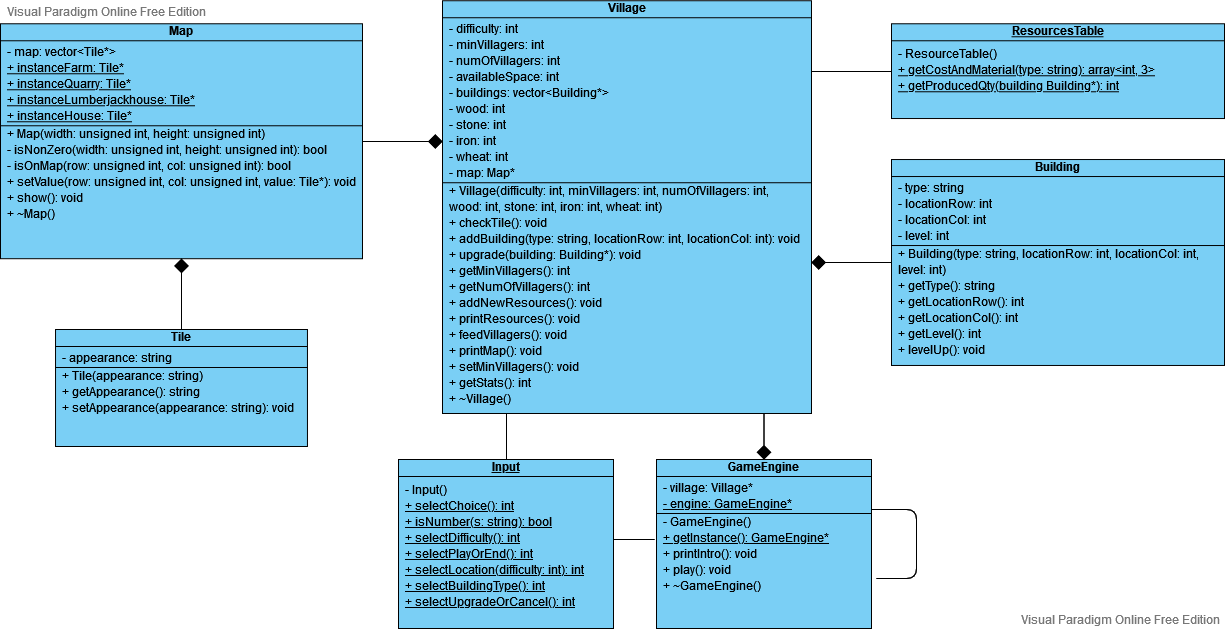 Visual Paradigm Online Free Edition
Map
- map: vector<Tile*>
+ instanceFarm: Tile*
+ instanceQuarry: Tile*
+ instanceLumberjackhouse: Tile*
+ instanceHouse: Tile*
+ Map(width: unsigned int, height: unsigned int)
- isNonZero(width: unsigned int, height: unsigned int): bool
- isOnMap(row: unsigned int, col: unsigned int): bool
+ setValue(row: unsigned int, col: unsigned int, value: Tile*): void
+ show(): void
+ ~Map()
Tile
- appearance: string
+ Tile(appearance: string)
+ getAppearance(): string
+ setAppearance(appearance: string): void
Village
- difficulty: int
- minVillagers: int
- numOfVillagers: int
- availableSpace: int
- buildings: vector<Building*>
- wood: int
- stone: int
- iron: int
- wheat: int
- map: Map*
+ Village(difficulty: int, minVillagers: int, numOfVillagers: int,
wood: int, stone: int, iron: int, wheat: int)
+ checkTile(): void
+ addBuilding(type: string, locationRow: int, locationCol: int): void
+ upgrade(building: Building*): void
+ getMinVillagers(): int
+ getNumOfVillagers(): int
+ addNewResources(): void
+ printResources(): void
+ feedVillagers(): void
+ printMap(): void
+ setMinVillagers(): void
+ getStats(): int
+ ~Village()
ResourcesTable
- ResourceTable()
+ getCostAndMaterial(type: string): array<int, 3>
+ getProducedQty(building Building*): int
Building
- type: string
- locationRow: int
- locationCol: int
- level: int
+ Building(type: string, locationRow: int, locationCol: int,
level: int)
+ getType(): string
+ getLocationRow(): int
+ getLocationCol(): int
+ getLevel(): int
+ levelUp(): void
Input
- Input()
+ selectChoice(): int
+ isNumber(s: string): bool
+ selectDifficulty(): int
+ selectPlayOrEnd(): int
+ selectLocation(difficulty: int): int
+ selectBuildingType(): int
+ selectUpgradeOrCancel(): int
GameEngine
- village: Village*
- engine: GameEngine*
- GameEngine()
+ getInstance(): GameEngine*
+ printIntro(): void
+ play(): void
+ ~GameEngine()
Visual Paradigm Online Free Edition